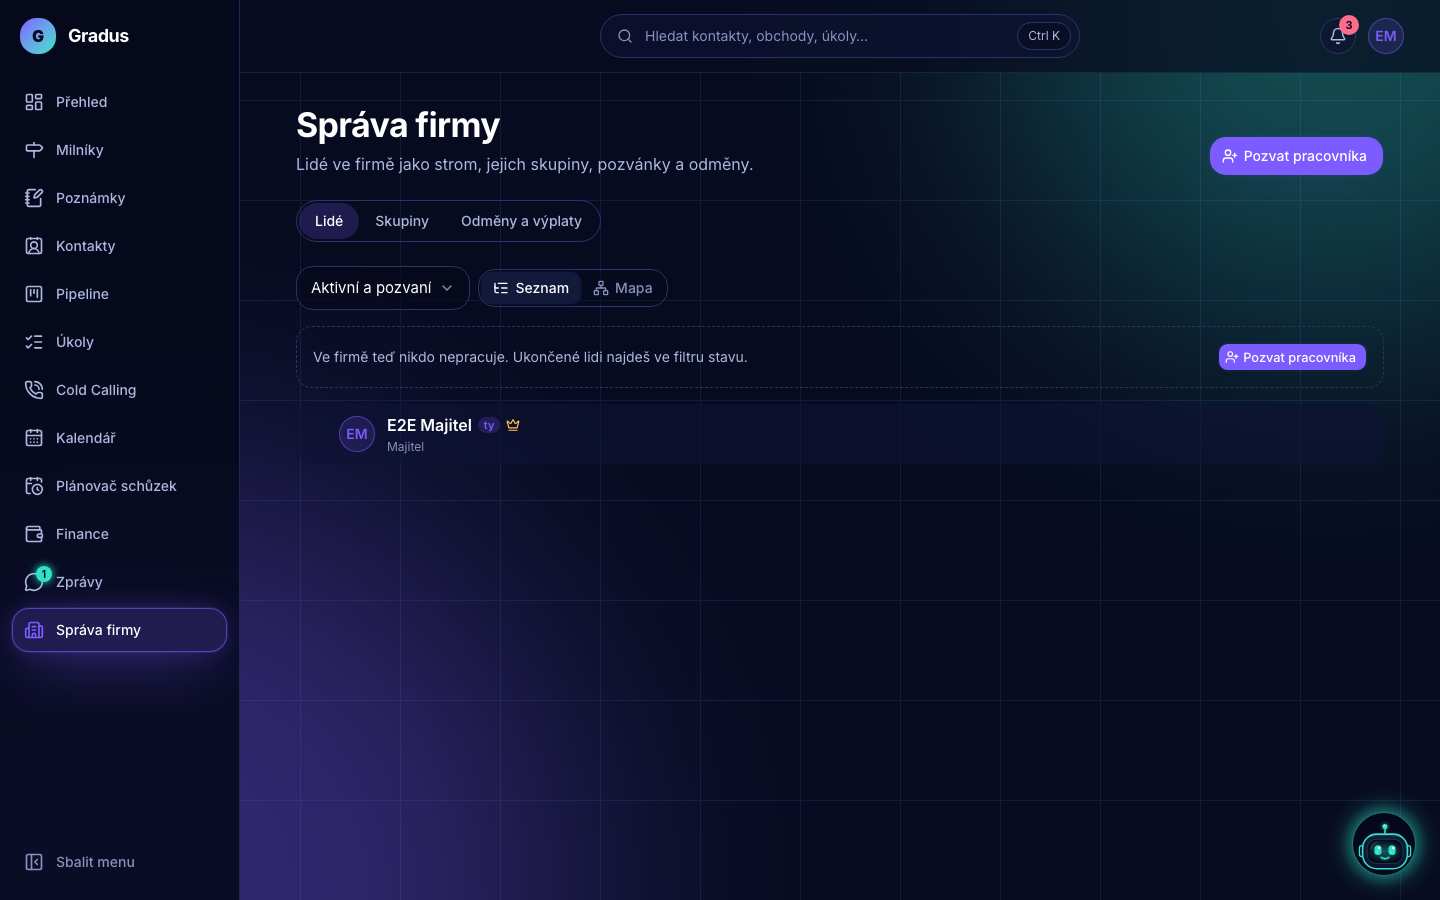 G Gradus
Hledat kontakty, obchody, úkoly...
Ctrl K
3
EM
Přehled
Milníky
Poznámky
Kontakty
Pipeline
Úkoly
Cold Calling
Kalendář
Plánovač schůzek
Finance
1
Zprávy
Správa firmy
Sbalit menu
Správa firmy
Lidé ve firmě jako strom, jejich skupiny, pozvánky a odměny.
Pozvat pracovníka
Lidé Skupiny Odměny a výplaty
Aktivní a pozvaní Seznam Mapa
Ve firmě teď nikdo nepracuje. Ukončené lidi najdeš ve filtru stavu. Pozvat pracovníka
EM E2E Majitel ty
Majitel